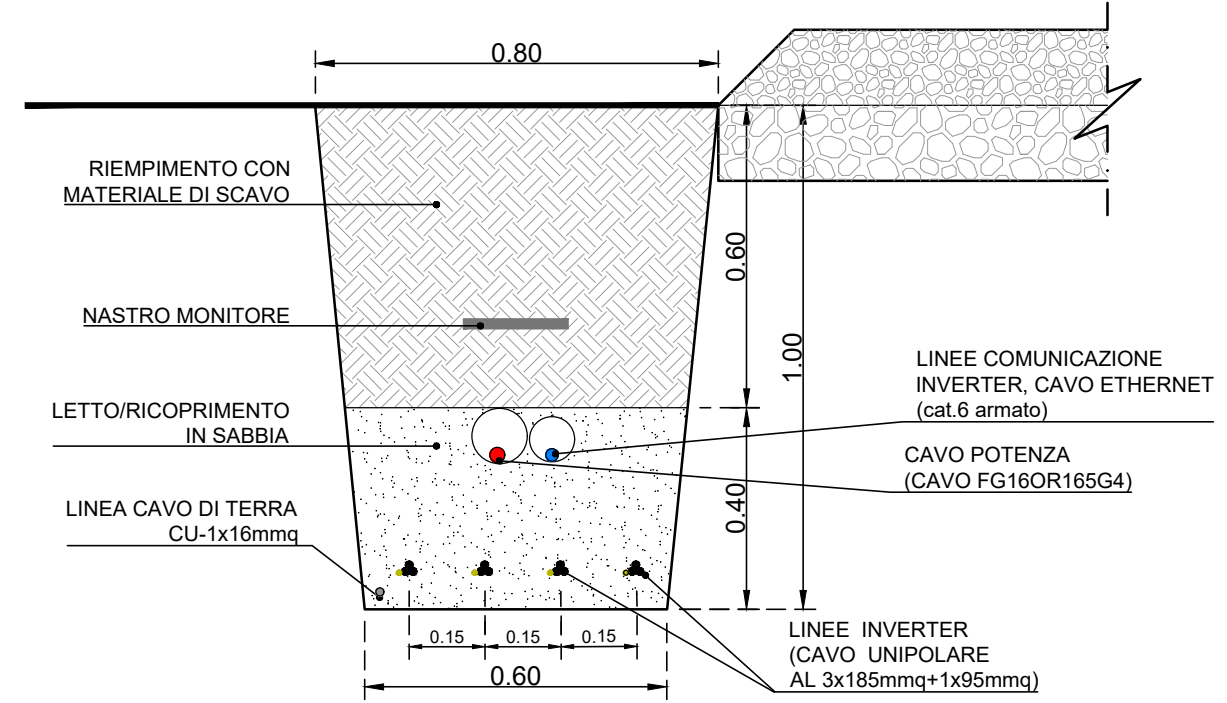 0.80
RIEMPIMENTO CON
MATERIALE DI SCAVO
0.60
NASTRO MONITORE
1.00
LINEE COMUNICAZIONE
INVERTER, CAVO ETHERNET
(cat.6 armato)
LETTO/RICOPRIMENTO
IN SABBIA
CAVO POTENZA
(CAVO FG16OR165G4)
0.40
LINEA CAVO DI TERRA
CU-1x16mmq
0.15
0.15
0.15
LINEE INVERTER
(CAVO UNIPOLARE
AL 3x185mmq+1x95mmq)
0.60